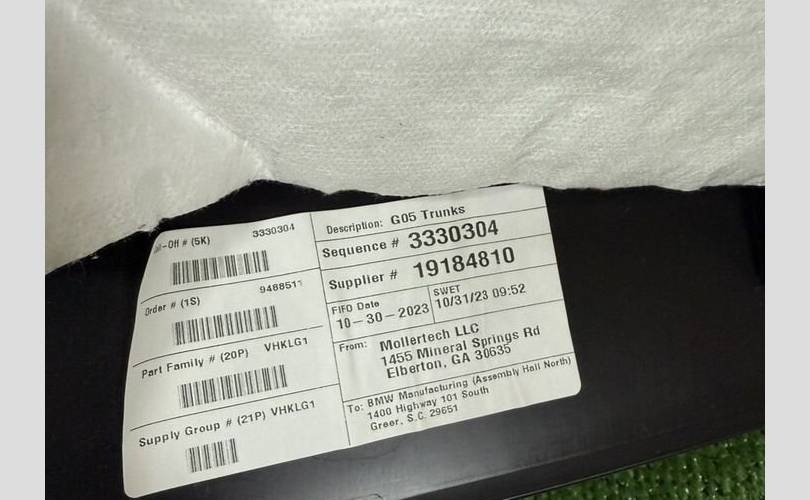 -Off # (5K) 3330304
Order # (1S)
Part Family # (20P) VHKLG1
Supply Group # (21P) VHKLG1
Description: G05 Trunks
Sequence # 3330304
Supplier # 19184810
FIFO Date
10-30-2023
SWET
10/31/23 09:52
From: Mollertech LLC
1455 Mineral Springs Rd
Elberton, GA 30635
To: BMW Manufacturing (Assembly Hall North)
1400 Highway 101 South
Greer, S.C. 29651